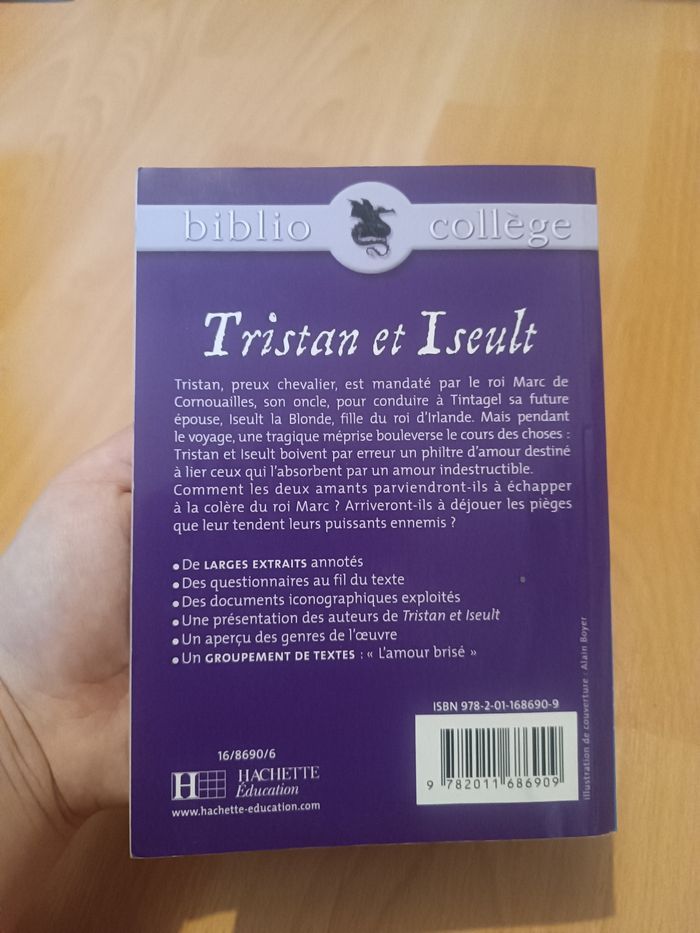 biblio collège
Tristan et Iseult
Tristan, preux chevalier, est mandaté par le roi Marc de
Cornouailles, son oncle, pour conduire à Tintagel sa future
épouse, Iseult la Blonde, fille du roi d'Irlande. Mais pendant
le voyage, une tragique méprise bouleverse le cours des choses :
Tristan et Iseult boivent par erreur un philtre d'amour destiné
à lier ceux qui l'absorbent par un amour indestructible.
Comment les deux amants parviendront-ils à échapper
à la colère du roi Marc ? Arriveront-ils à déjouer les pièges
que leur tendent leurs puissants ennemis ?
• De LARGES EXTRAITS annotés
• Des questionnaires au fil du texte
• Des documents iconographiques exploités
• Une présentation des auteurs de Tristan et Iseult
• Un aperçu des genres de l'œuvre
• Un GROUPEMENT DE TEXTES : « L'amour brisé »
illustration de couverture : Alain Boyer
ISBN 978-2-01-168690-9
9 782011 686909
16/8690/6
H HACHETTE
Éducation
www.hachette-education.com